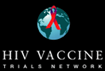 HIV VACCINE
TRIALS NETWORK